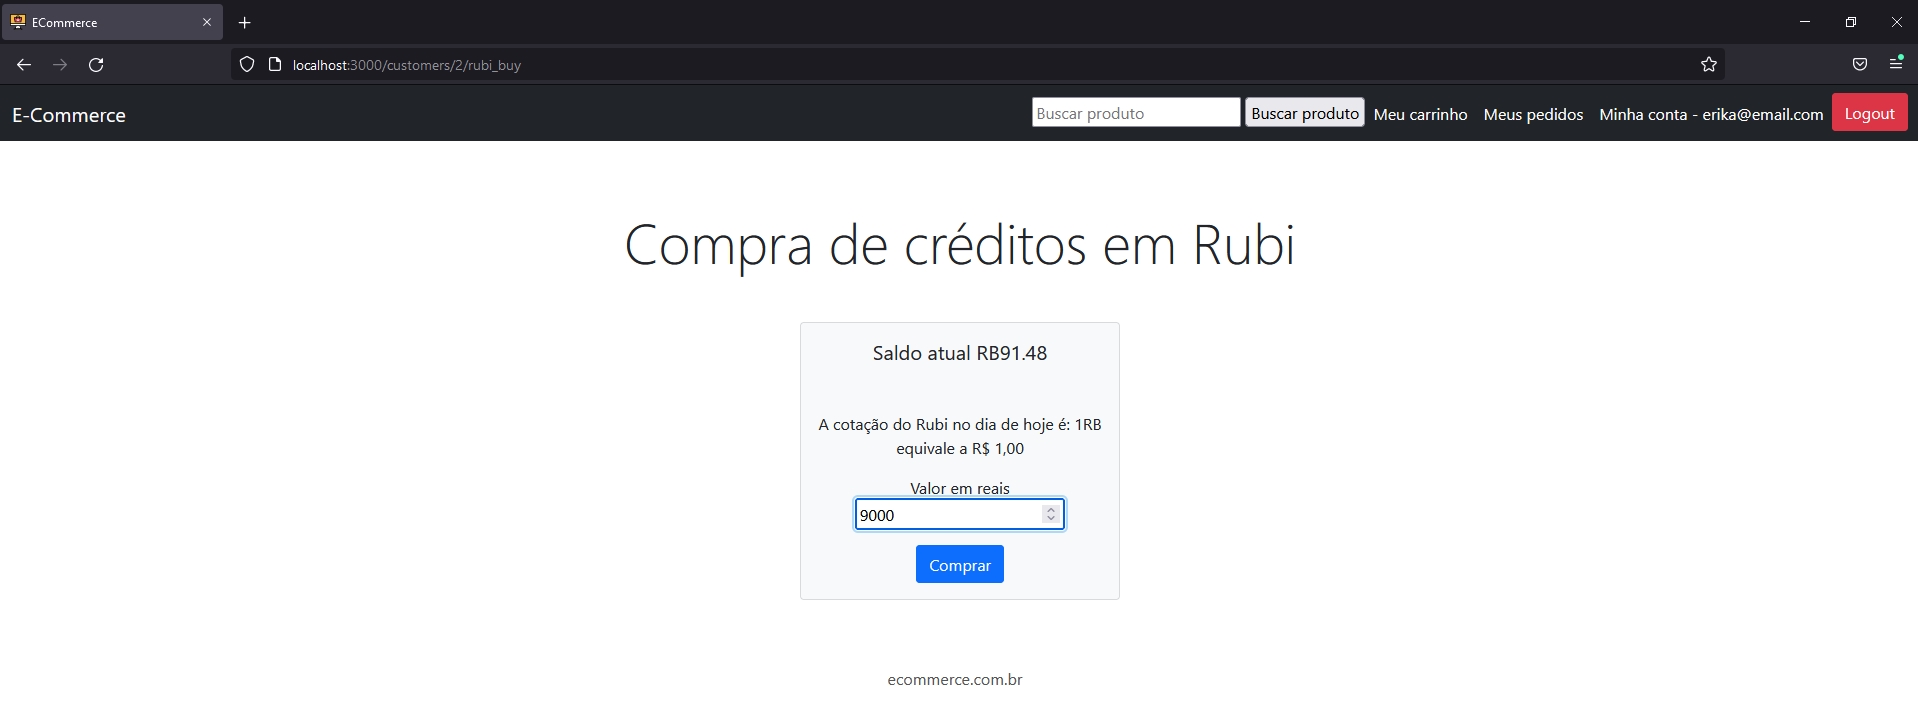 ECommerce
localhost:3000/customers/2/rubi_buy
E-Commerce
Buscar produto
Buscar produto
Meu carrinho
Meus pedidos
Minha conta - erika@email.com
Logout
Compra de créditos em Rubi
Saldo atual RB91.48
A cotação do Rubi no dia de hoje é: 1RB
equivale a R$ 1,00
Valor em reais
9000
Comprar
ecommerce.com.br